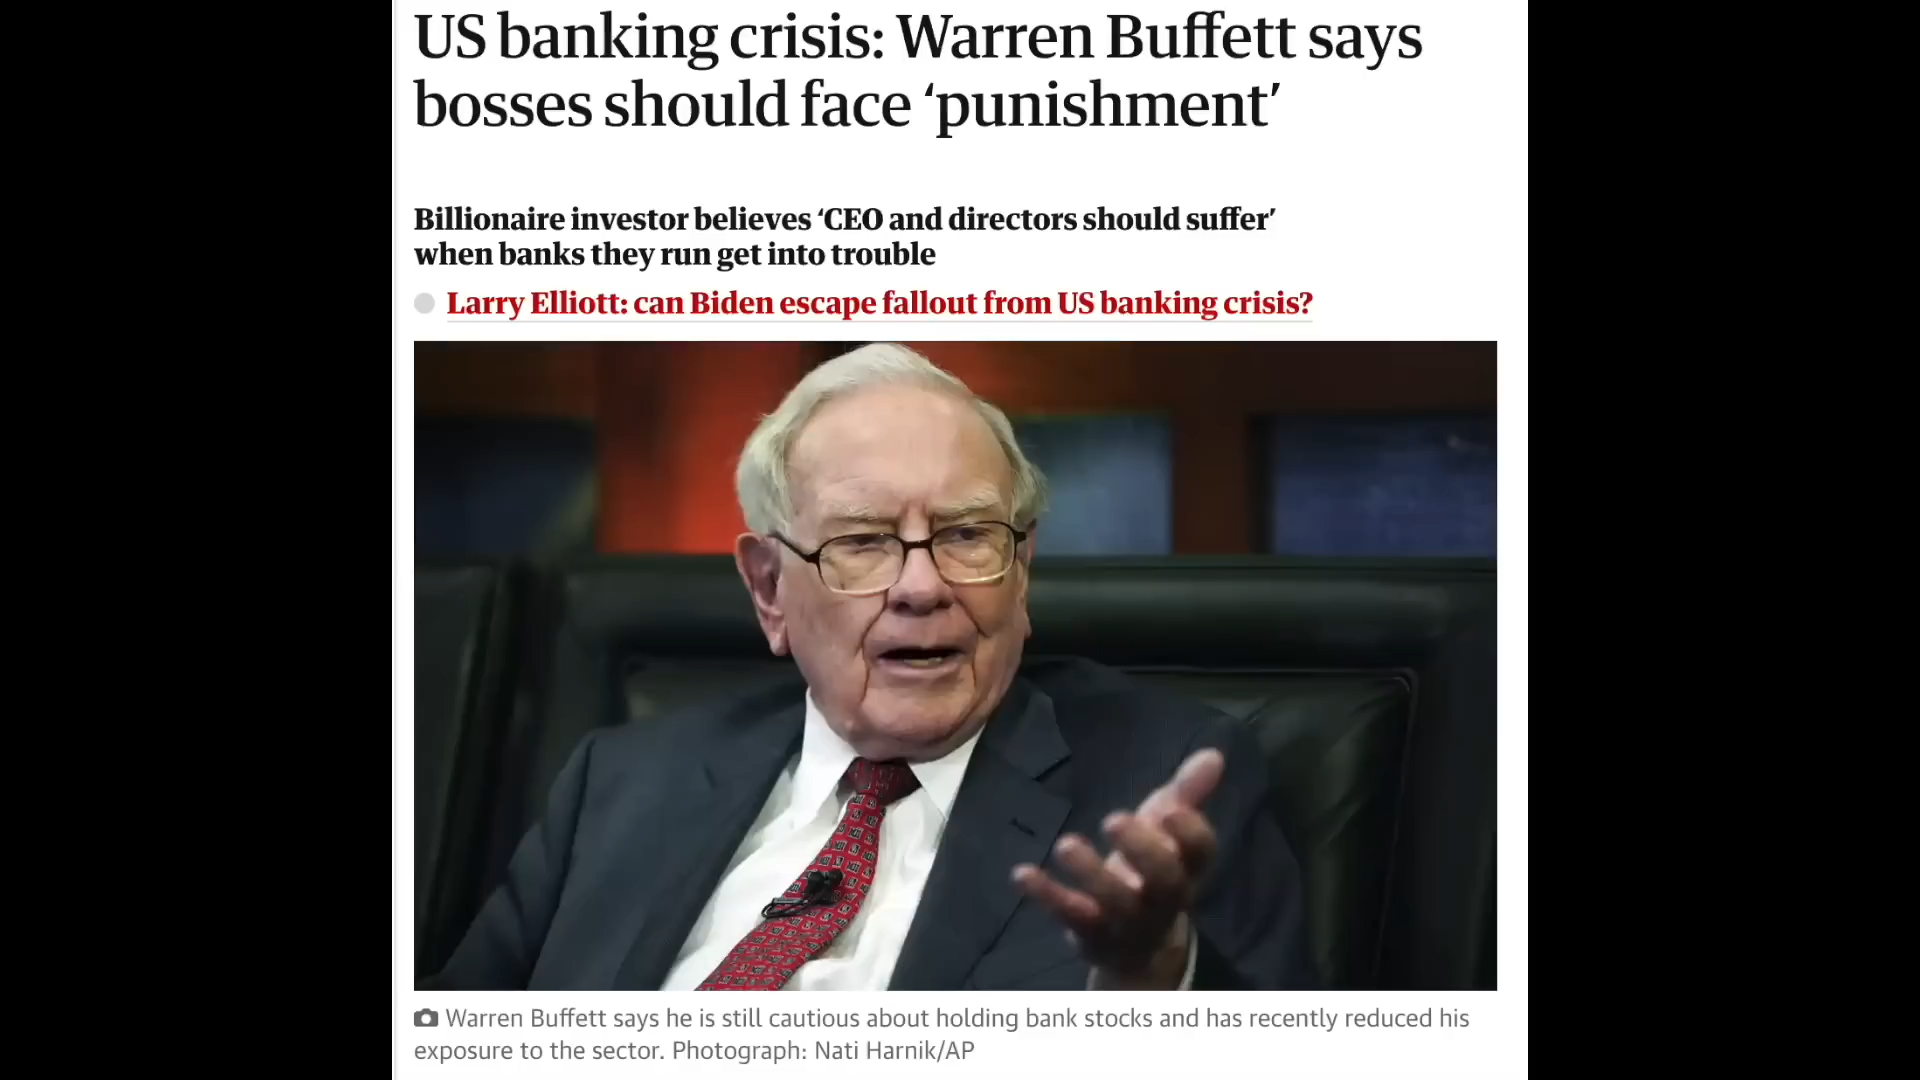 US banking crisis: Warren Buffett says
bosses should face ‘punishment’
Billionaire investor believes ‘CEO and directors should suffer’
when banks they run get into trouble
Larry Elliott: can Biden escape fallout from US banking crisis?
Warren Buffett says he is still cautious about holding bank stocks and has recently reduced his
exposure to the sector. Photograph: Nati Harnik/AP